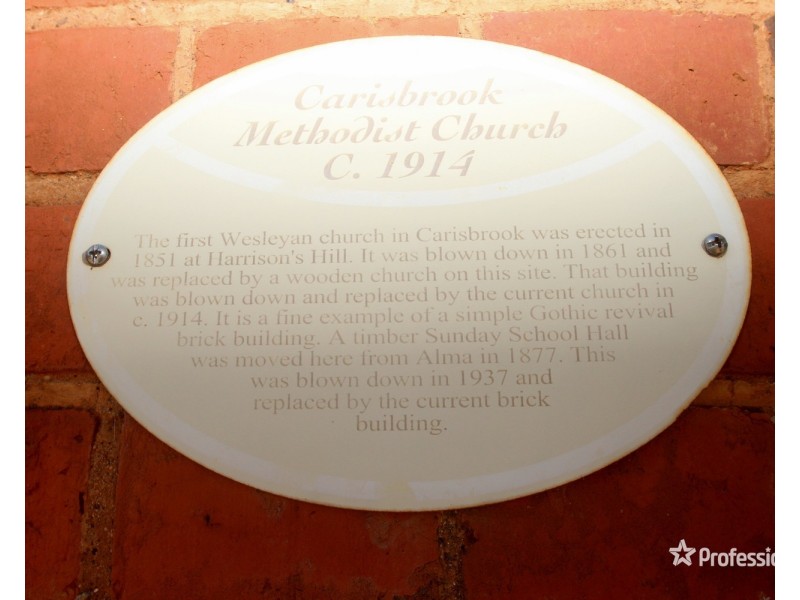 Carisbrook
Methodist Church
C. 1914
The first Wesleyan church in Carisbrook was erected in
1851 at Harrison's Hill. It was blown down in 1861 and
was replaced by a wooden church on this site. That building
was blown down and replaced by the current church in
c. 1914. It is a fine example of a simple Gothic revival
brick building. A timber Sunday School Hall
was moved here from Alma in 1877. This
was blown down in 1937 and
replaced by the current brick
building.
Professio